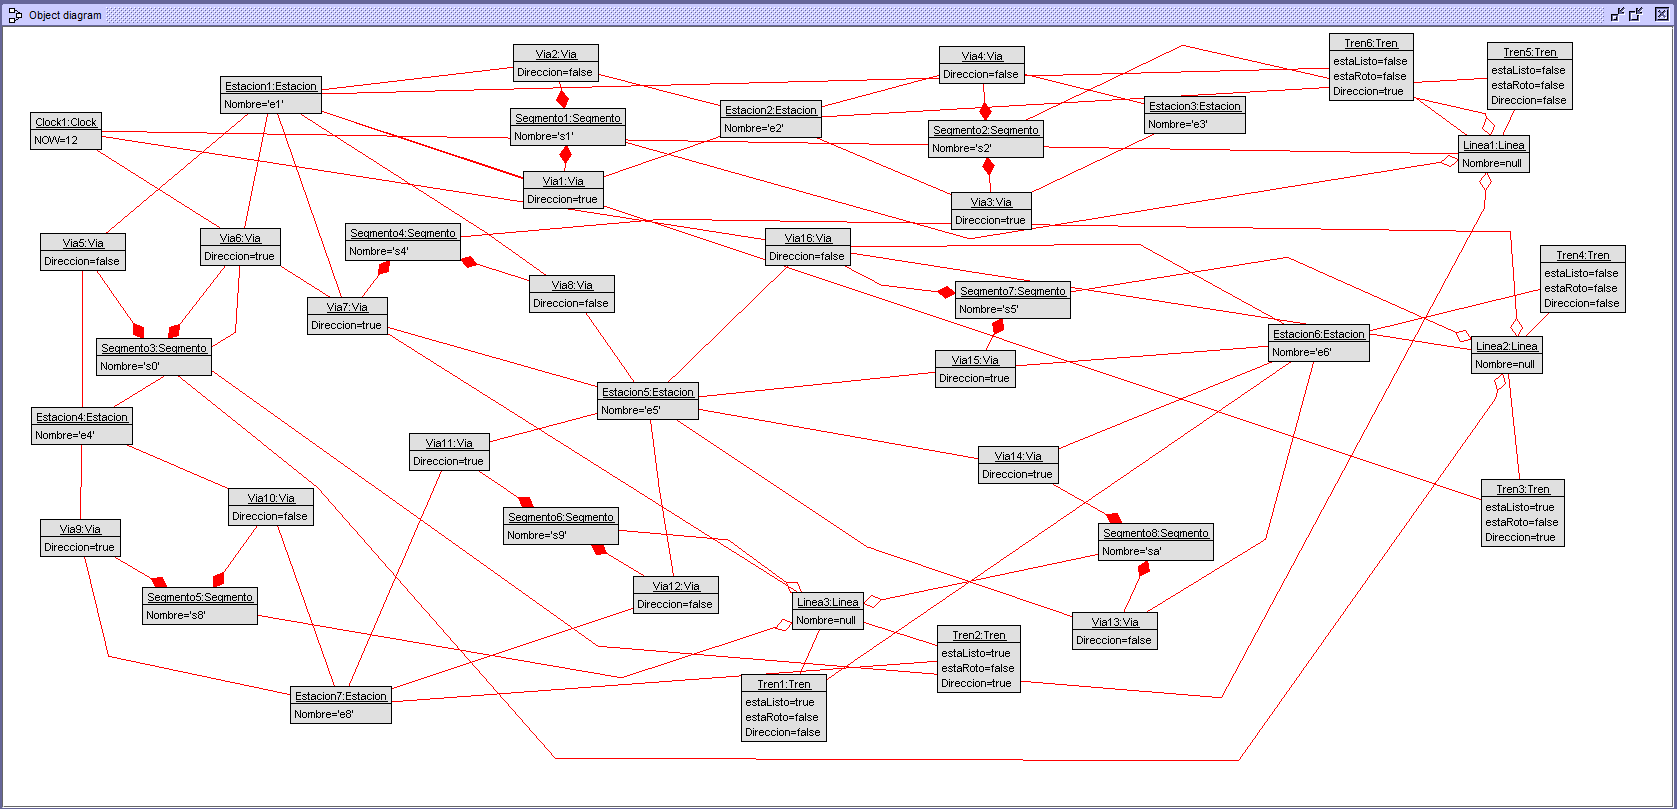 Object diagram
Via2:Via
Direccion=false
Via4:Via
Direccion=false
Tren6:Tren
estaListo=false
estaRoto=false
Direccion=true
Tren5:Tren
estaListo=false
estaRoto=false
Direccion=false
Estacion1:Estacion
Nombre='e1'
Clock1:Clock
NOW=12
Segmento1:Segmento
Nombre='s1'
Estacion2:Estacion
Nombre='e2'
Segmento2:Segmento
Nombre='s2'
Estacion3:Estacion
Nombre='e3'
Linea1:Linea
Nombre=null
Via1:Via
Direccion=true
Via3:Via
Direccion=true
Via5:Via
Direccion=false
Via6:Via
Direccion=true
Segmento4:Segmento
Nombre='s4'
Via16:Via
Direccion=false
Tren4:Tren
estaListo=false
estaRoto=false
Direccion=false
Via7:Via
Direccion=true
Via8:Via
Direccion=false
Segmento7:Segmento
Nombre='s5'
Segmento3:Segmento
Nombre='s0'
Via15:Via
Direccion=true
Estacion6:Estacion
Nombre='e6'
Linea2:Linea
Nombre=null
Estacion4:Estacion
Nombre='e4'
Estacion5:Estacion
Nombre='e5'
Via11:Via
Direccion=true
Via14:Via
Direccion=true
Via10:Via
Direccion=false
Tren3:Tren
estaListo=true
estaRoto=false
Direccion=true
Via9:Via
Direccion=true
Segmento6:Segmento
Nombre='s9'
Segmento8:Segmento
Nombre='sa'
Segmento5:Segmento
Nombre='s8'
Via12:Via
Direccion=false
Linea3:Linea
Nombre=null
Via13:Via
Direccion=false
Tren2:Tren
estaListo=true
estaRoto=false
Direccion=true
Estacion7:Estacion
Nombre='e8'
Tren1:Tren
estaListo=true
estaRoto=false
Direccion=false